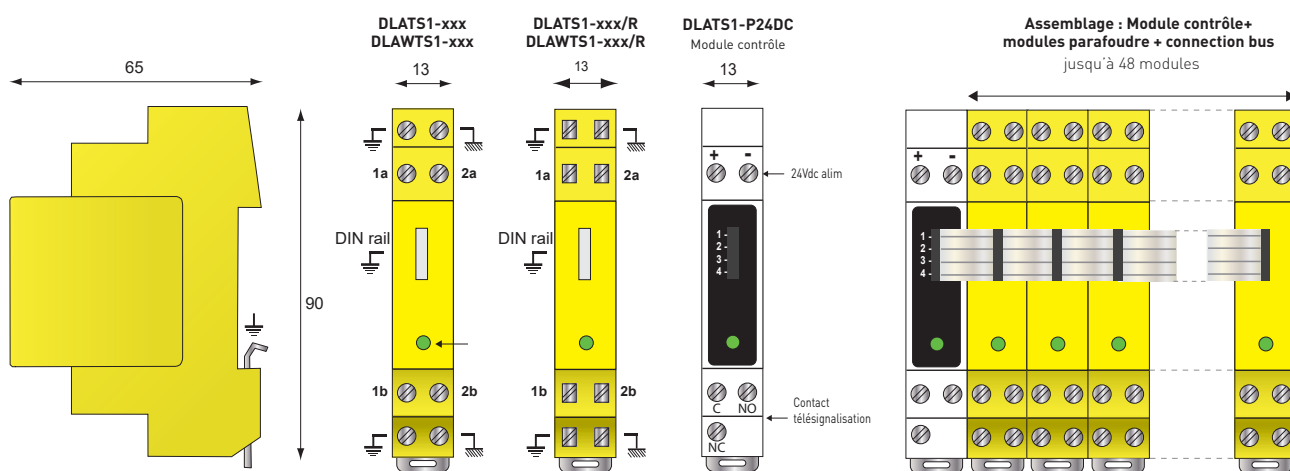 DLATS1-xxx
DLAWTS1-xxx
DLATS1-xxx/R
DLAWTS1-xxx/R
DLATS1-P24DC
Module contrôle
Assemblage : Module contrôle+
modules parafoudre + connection bus
jusqu'à 48 modules
65
13
13
13
90
1a
2a
1a
2a
+ -
24Vdc alim
+ -
DIN rail
DIN rail
1
2
3
4
1
2
3
4
1b
2b
1b
2b
C NO
NC
Contact
télésignalisation